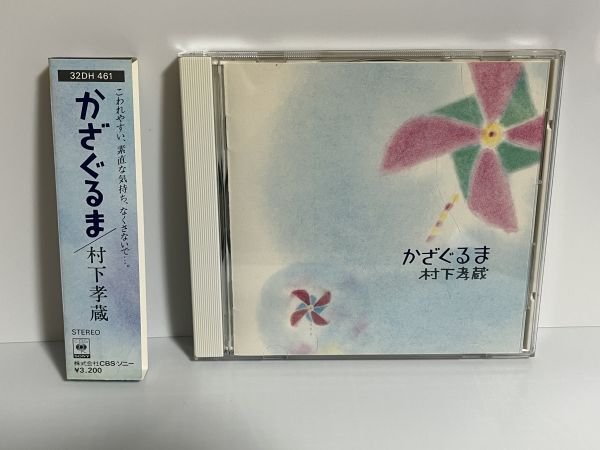 32DH 461
こわれやすい、素直な気持ち、なくさないで…。
かざぐるま/村下孝蔵
STEREO
SONY
株式会社CBS・ソニー
¥3,200
かざぐるま
村下孝蔵